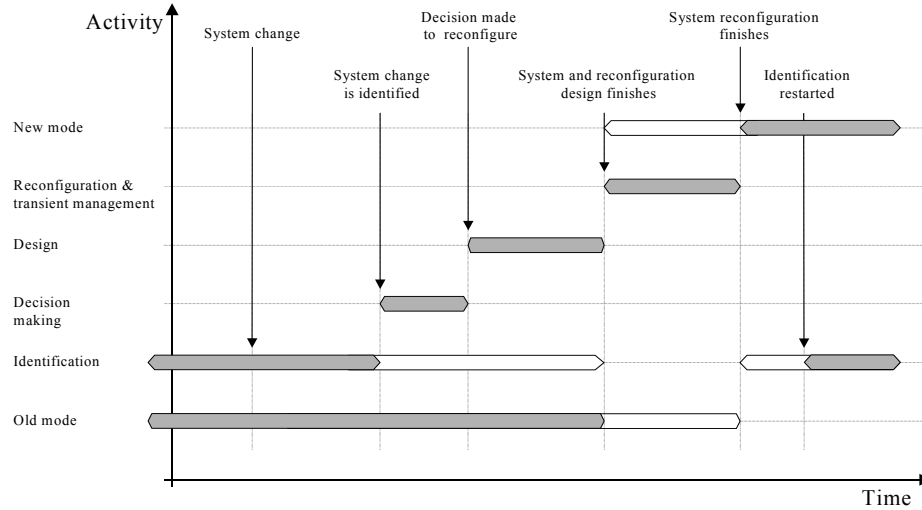 Activity
System change
Decision made
to reconfigure
System reconfiguration
finishes
System change
is identified
System and reconfiguration
design finishes
Identification
restarted
New mode
Reconfiguration &
transient management
Design
Decision
making
Identification
Old mode
Time